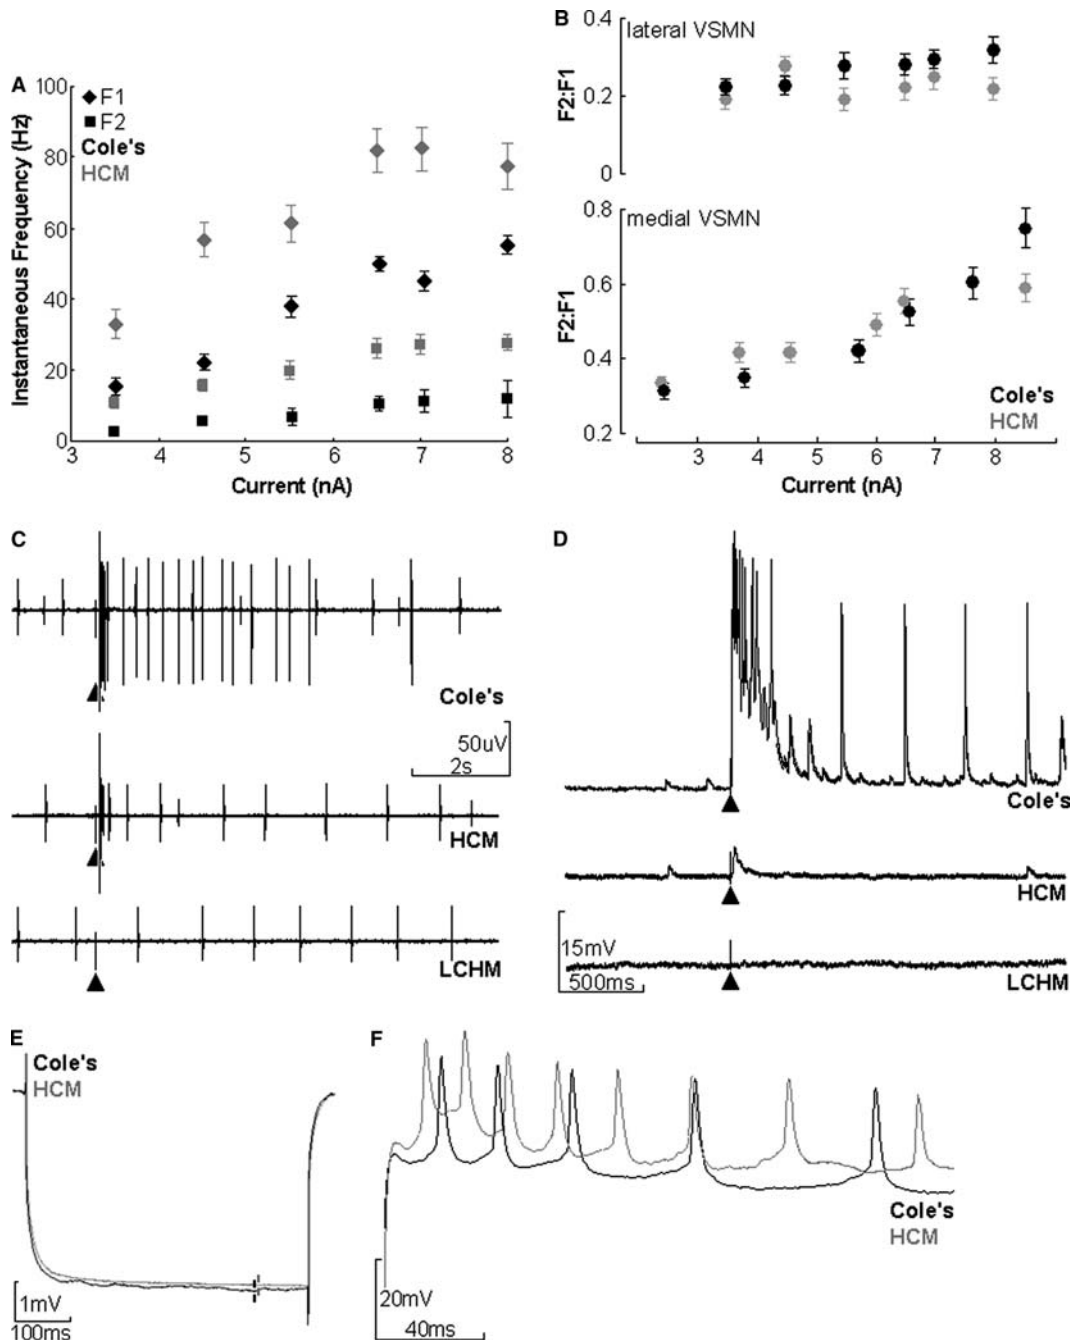 A
Instantaneous Frequency (Hz)
100
80
60
40
20
0
F1
F2
Cole's
HCM
3 4 5 6 7 8
Current (nA)
B
F2:F1
0.4
0.2
0
lateral VSMN
F2:F1
0.8
0.6
0.4
0.2
medial VSMN
Cole's
HCM
3 4 5 6 7 8
Current (nA)
C
Cole's
50uV
2s
HCM
LCHM
D
Cole's
HCM
15mV
500ms
LCHM
E
Cole's
HCM
1mV
100ms
F
Cole's
HCM
20mV
40ms